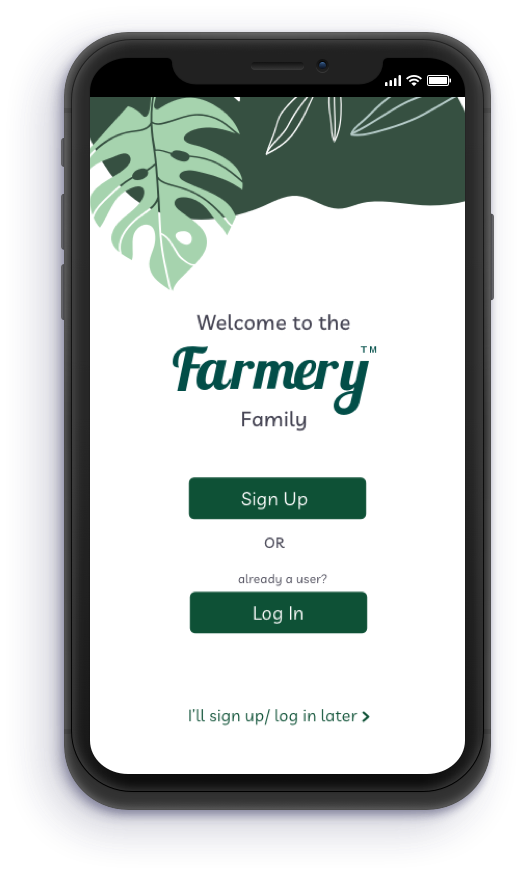 Welcome to the
Farmery™
Family
Sign Up
OR
already a user?
Log In
I'll sign up/ log in later >